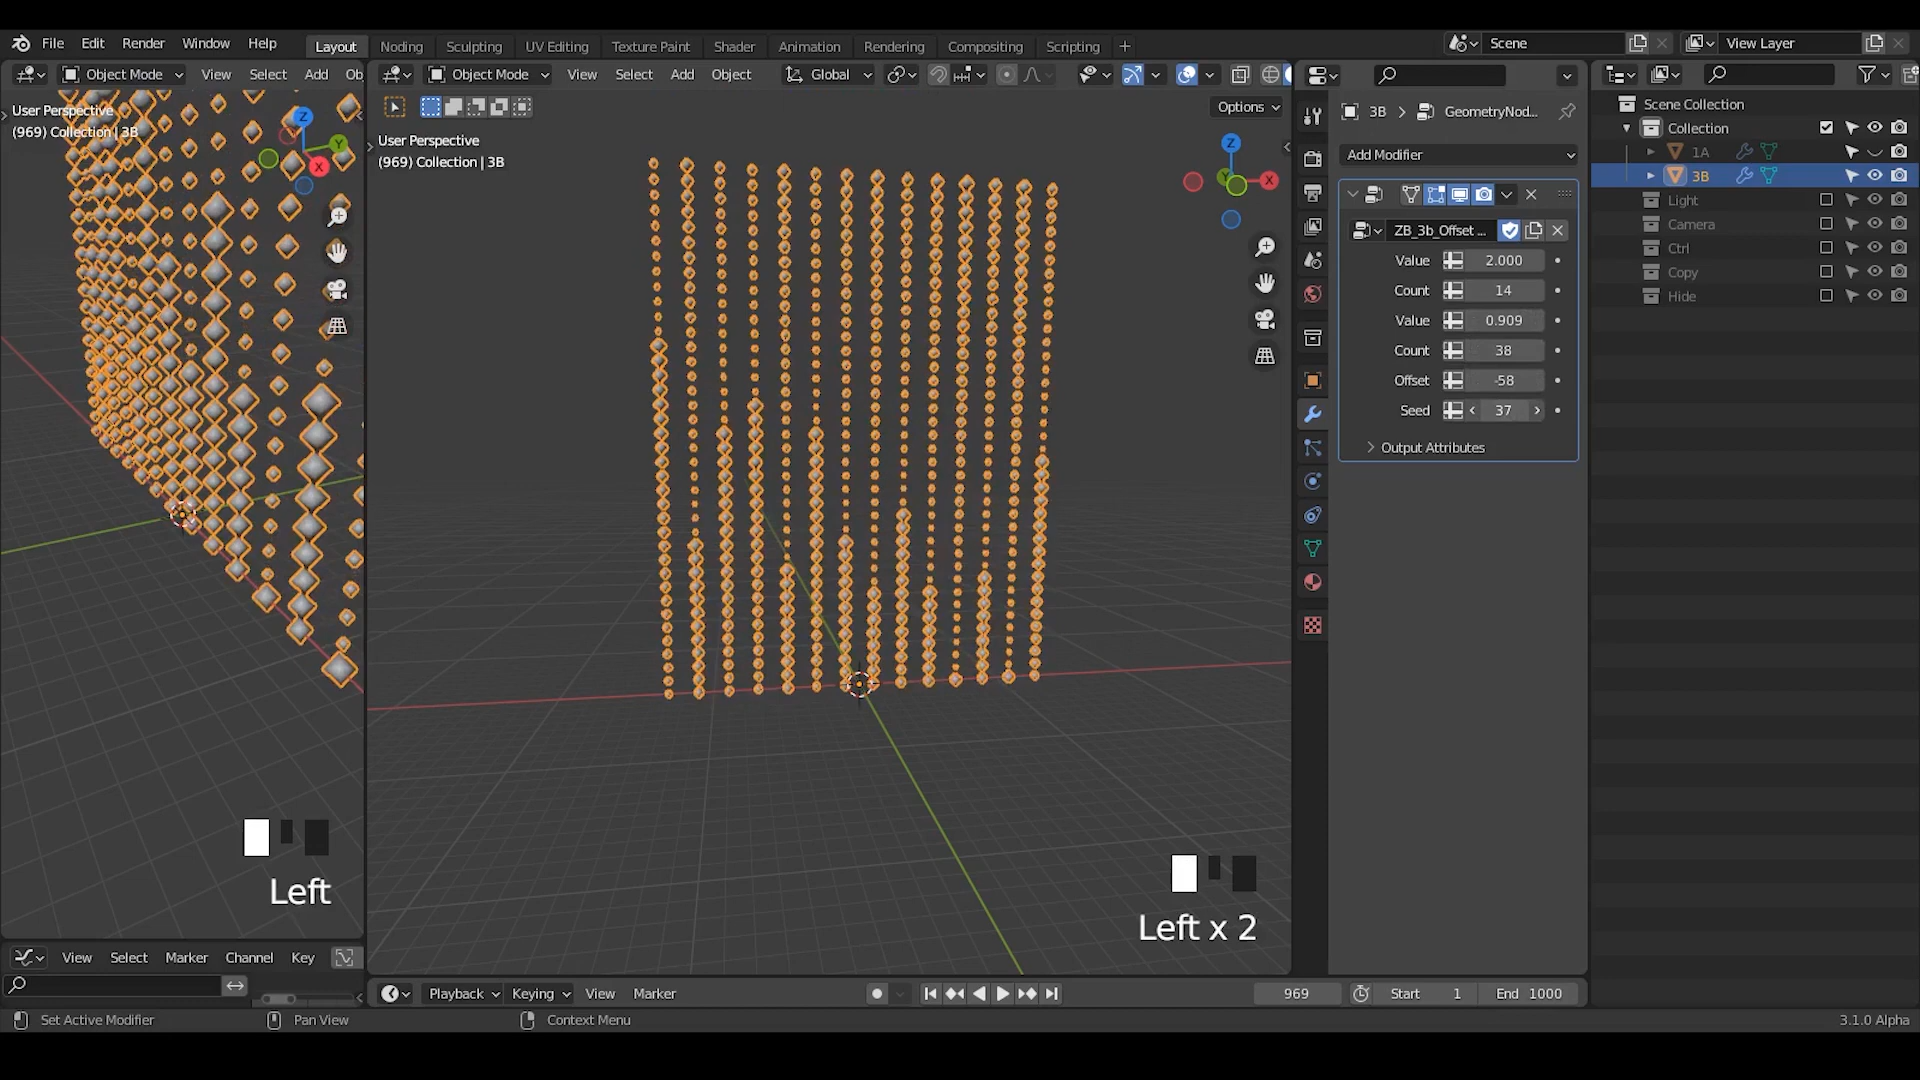 File Edit Render Window Help Layout Noding Sculpting UV Editing Texture Paint Shader Animation Rendering Compositing Scripting + Scene View Layer
Object Mode View Select Add Ob
Object Mode View Select Add Object Global
Options
User Perspective
(969) Collection | 3B
User Perspective
(969) Collection | 3B
Z
Y
X
Z
X
3B > GeometryNod...
Add Modifier
ZB_3b_Offset ...
Value 2.000
Count 14
Value 0.909
Count 38
Offset -58
Seed 37
Output Attributes
Scene Collection
Collection
1A
3B
Light
Camera
Ctrl
Copy
Hide
Left
Left x 2
View Select Marker Channel Key
Playback Keying View Marker 969 Start 1 End 1000
Set Active Modifier Pan View Context Menu 3.1.0 Alpha